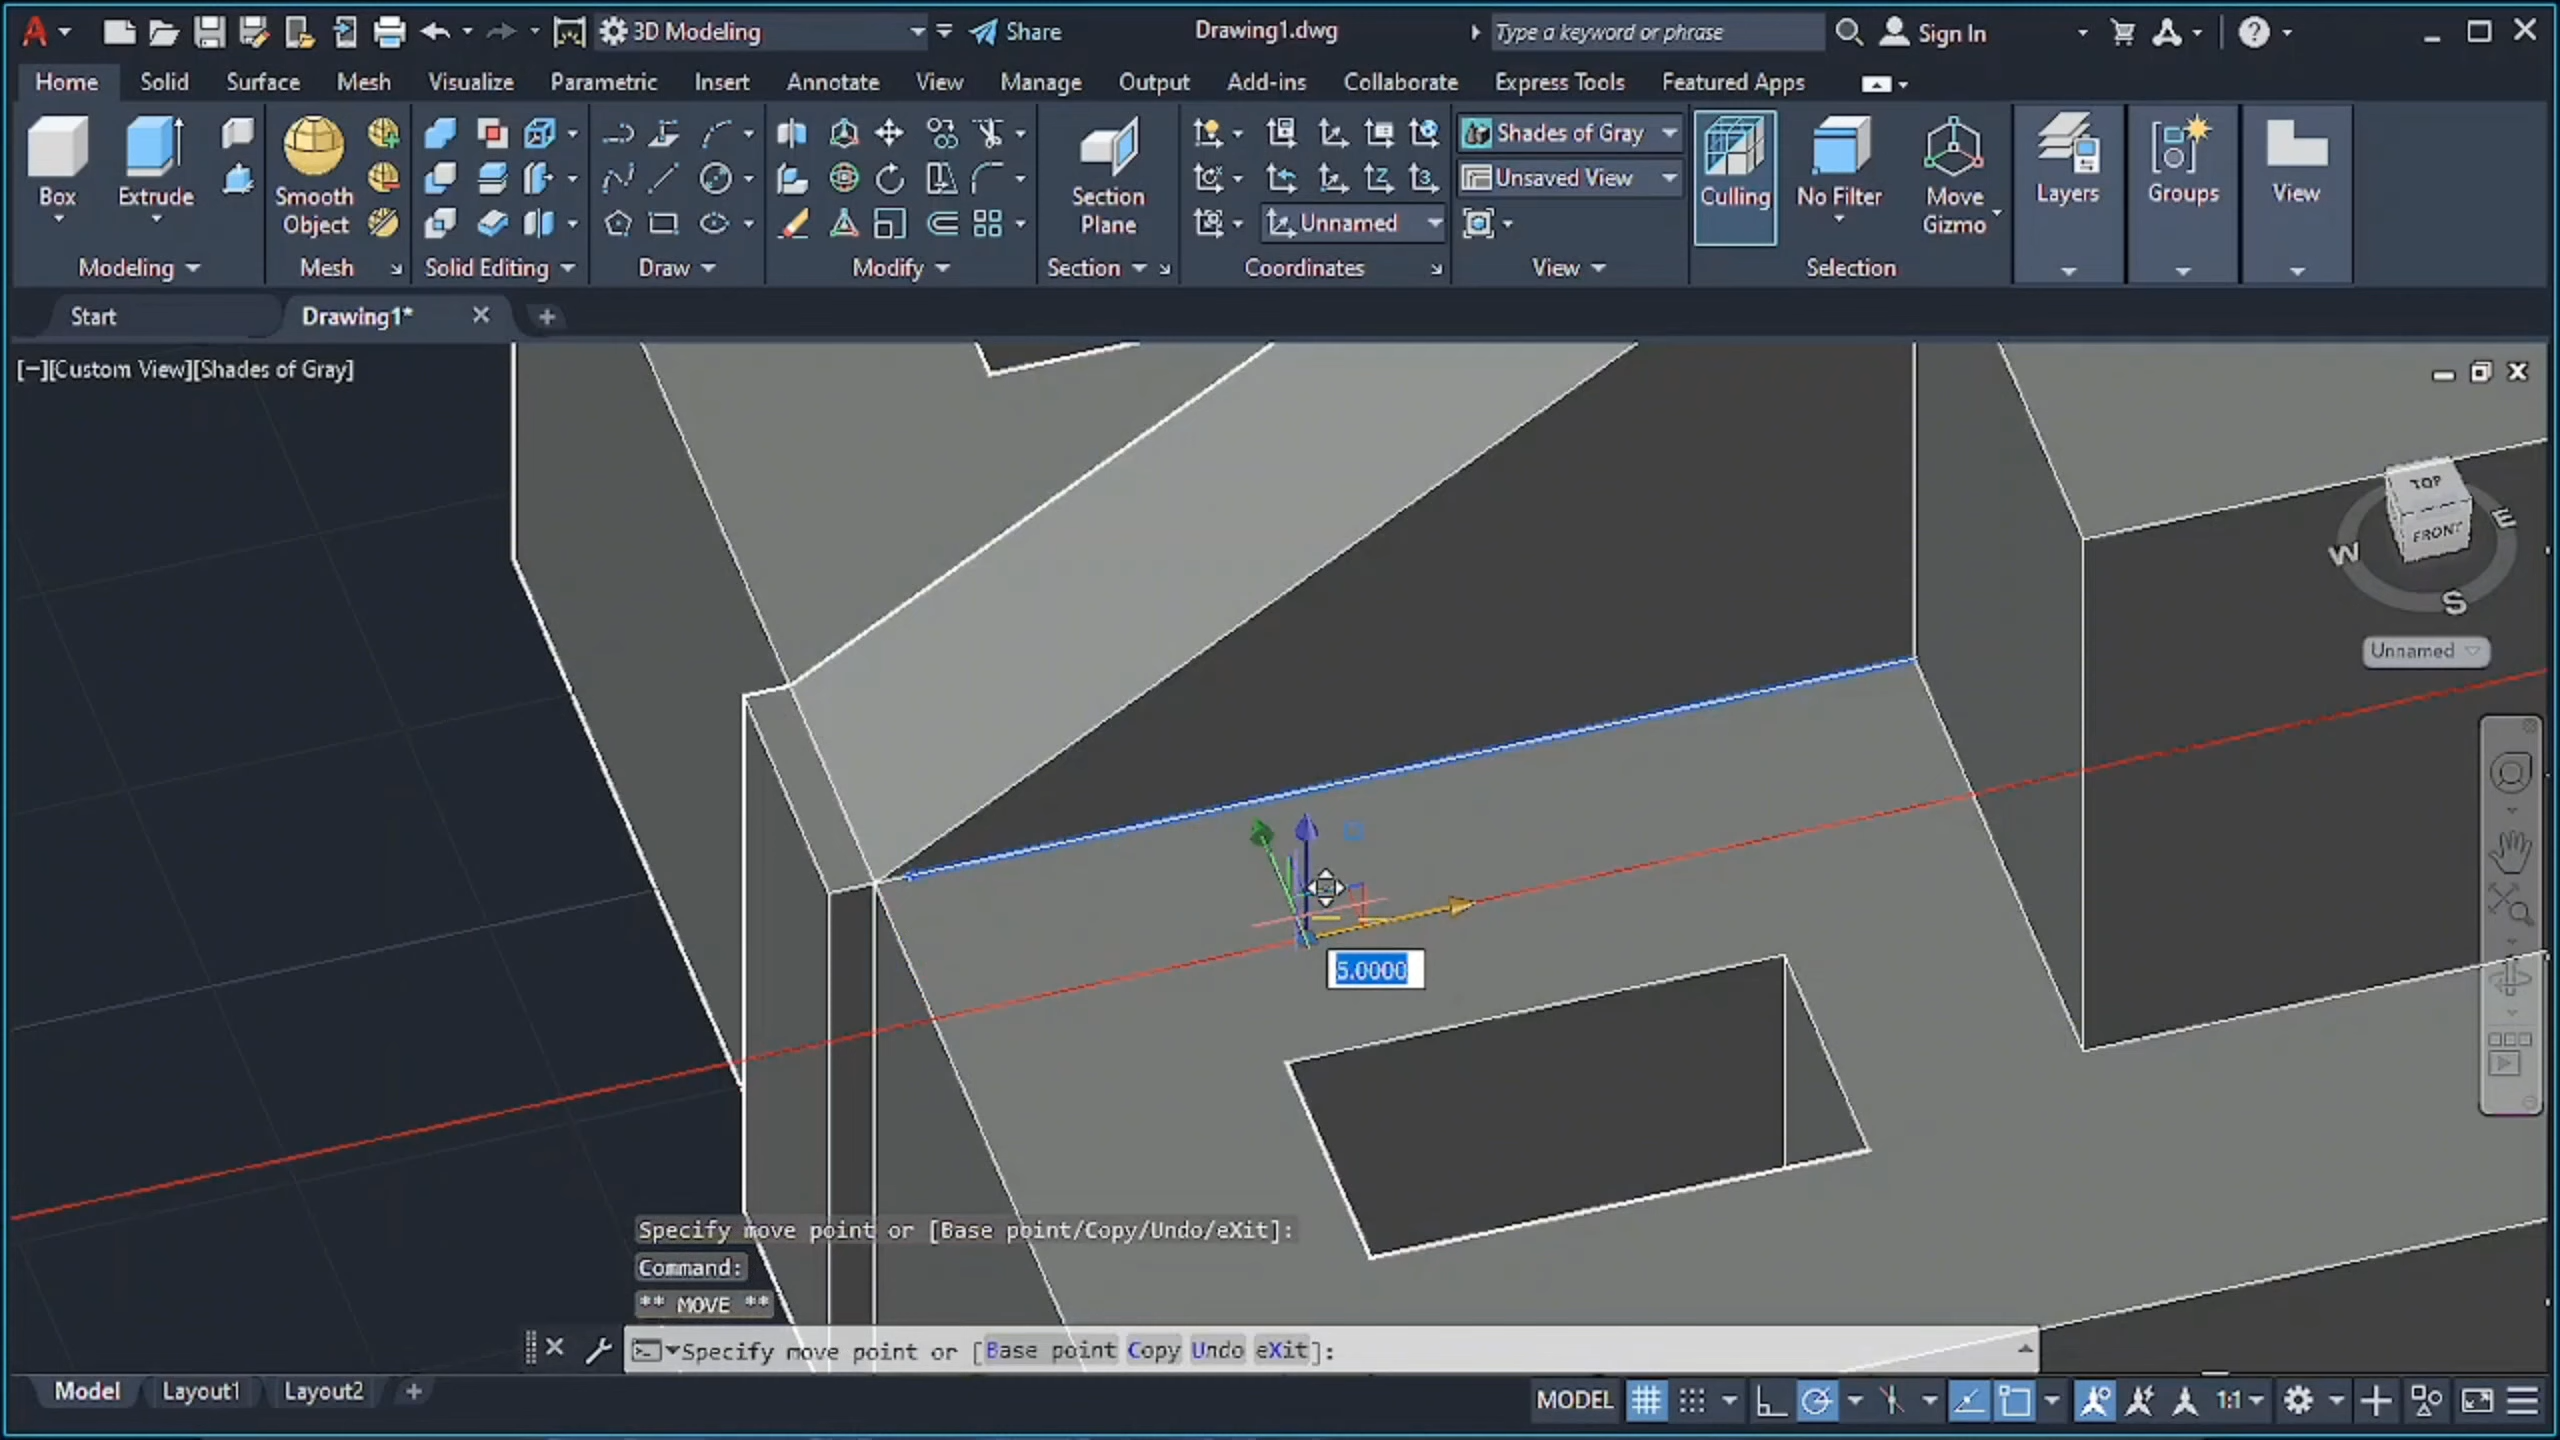 3D Modeling Share Drawing1.dwg Type a keyword or phrase Sign In
Home Solid Surface Mesh Visualize Parametric Insert Annotate View Manage Output Add-ins Collaborate Express Tools Featured Apps
Box Extrude Smooth Object Section Plane Shades of Gray Culling No Filter Move Gizmo Layers Groups View
Unsaved View
Unnamed
Modeling Mesh Solid Editing Draw Modify Section Coordinates View Selection
Start Drawing1*
[−][Custom View][Shades of Gray]
TOP
FRONT
W
E
S
Unnamed
5.0000
Specify move point or [Base point/Copy/Undo/eXit]:
Command:
** MOVE **
Specify move point or [Base point Copy Undo eXit]:
Model Layout1 Layout2 + MODEL 1:1